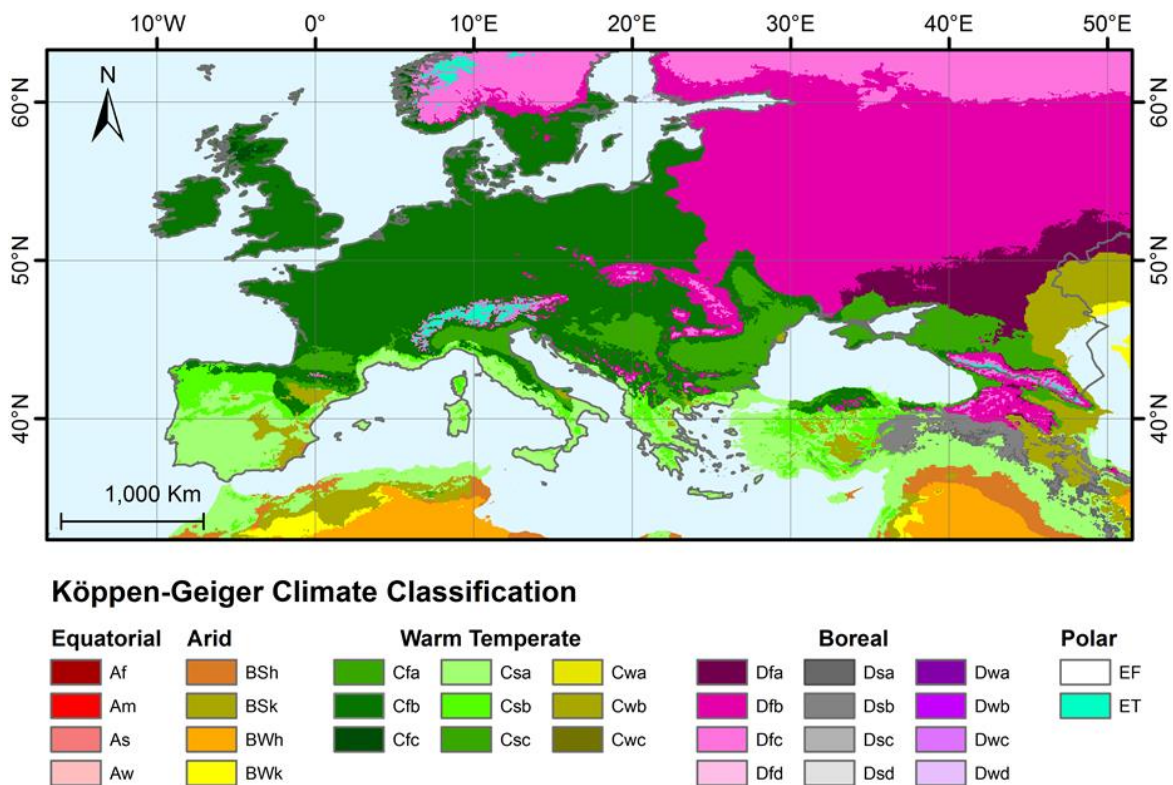 10°W 0° 10°E 20°E 30°E 40°E 50°E
N
60°N 60°N
50°N 50°N
40°N 40°N
1,000 Km
Köppen-Geiger Climate Classification
Equatorial Arid Warm Temperate Boreal Polar
Af BSh Cfa Csa Cwa Dfa Dsa Dwa EF
Am BSk Cfb Csb Cwb Dfb Dsb Dwb ET
As BWh Cfc Csc Cwc Dfc Dsc Dwc
Aw BWk Dfd Dsd Dwd